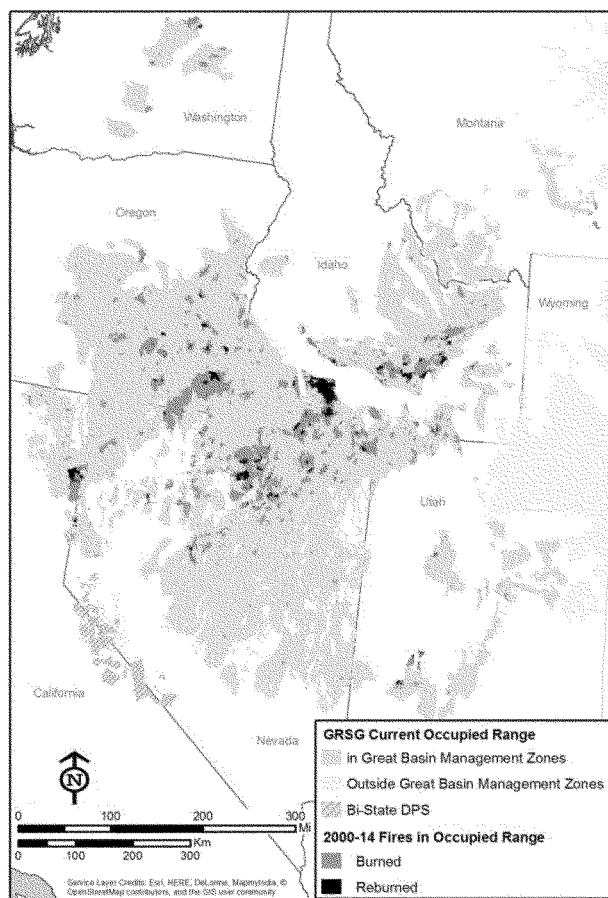 Washington
Montana
Oregon
Idaho
Wyoming
Utah
California
Nevada
GRSG Current Occupied Range
in Great Basin Management Zones
Outside Great Basin Management Zones
Bi-State DPS
2000-14 Fires in Occupied Range
Burned
Reburned
N
0 100 200 300
Mi
Km
0 100 200 300
Service Layer Credits: Esri, HERE, DeLorme, MapmyIndia, ©
OpenStreetMap contributors, and the GIS user community